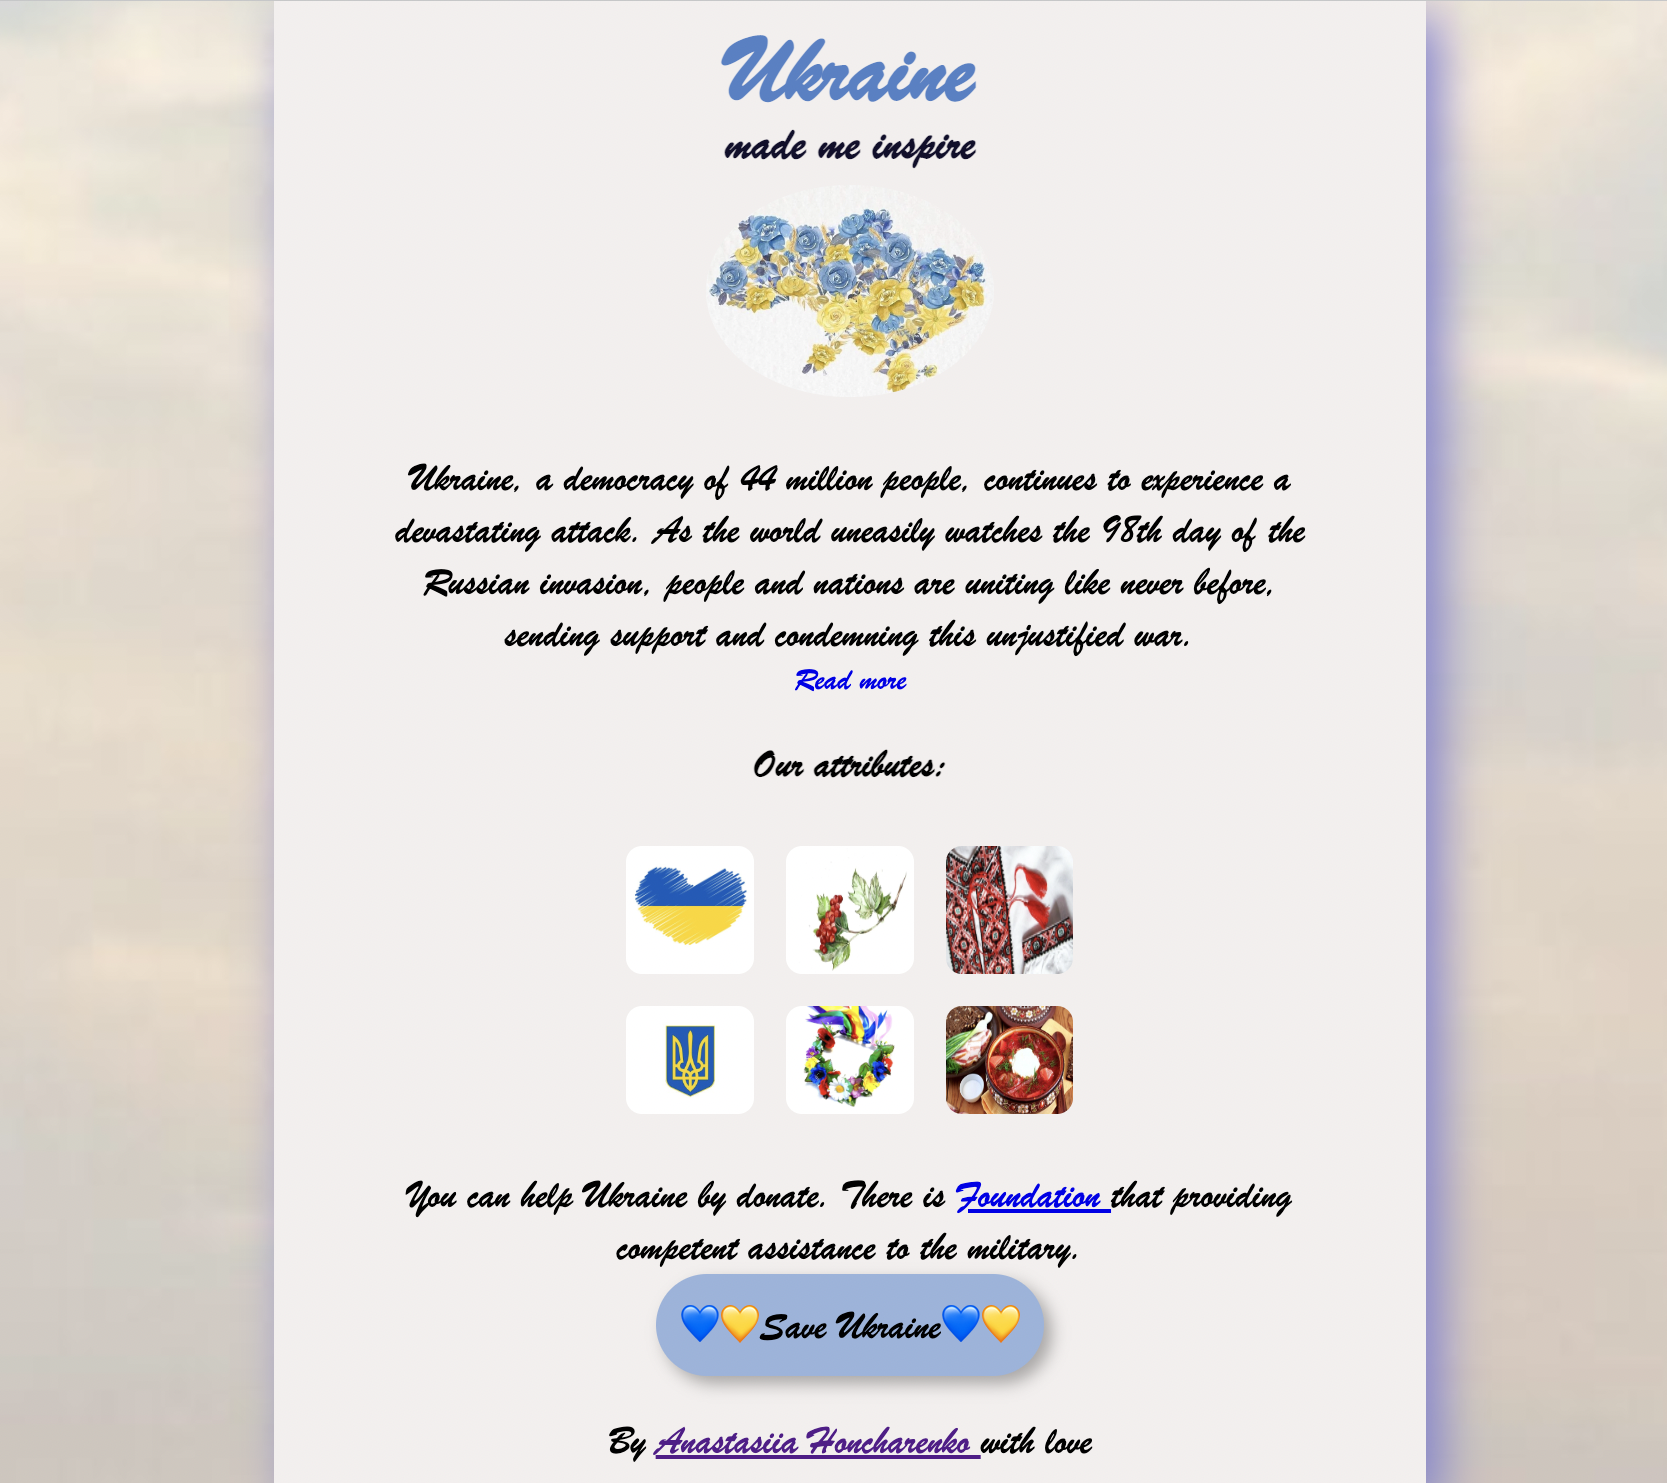 Ukraine
made me inspire
Ukraine, a democracy of 44 million people, continues to experience a
devastating attack. As the world uneasily watches the 98th day of the
Russian invasion, people and nations are uniting like never before,
sending support and condemning this unjustified war.
Read more
Our attributes:
You can help Ukraine by donate. There is Foundation that providing
competent assistance to the military.
💙💛Save Ukraine💙💛
By Anastasiia Honcharenko with love